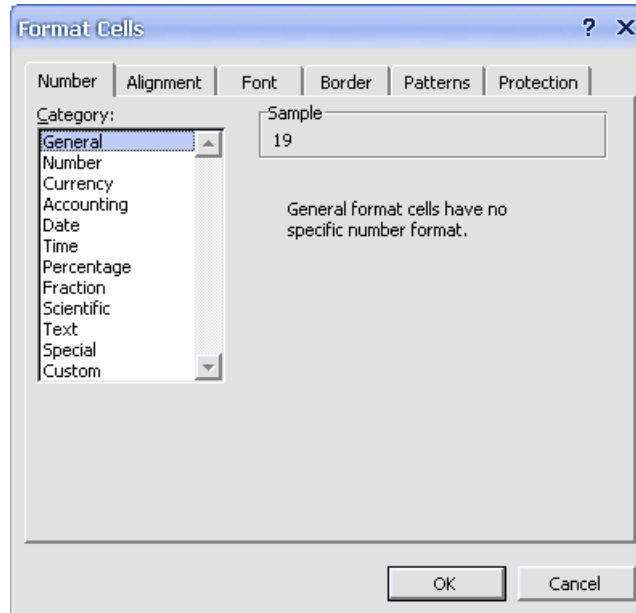 Format Cells
?
X
Number Alignment Font Border Patterns Protection
Category:
General
Number
Currency
Accounting
Date
Time
Percentage
Fraction
Scientific
Text
Special
Custom
Sample
19
General format cells have no
specific number format.
OK Cancel